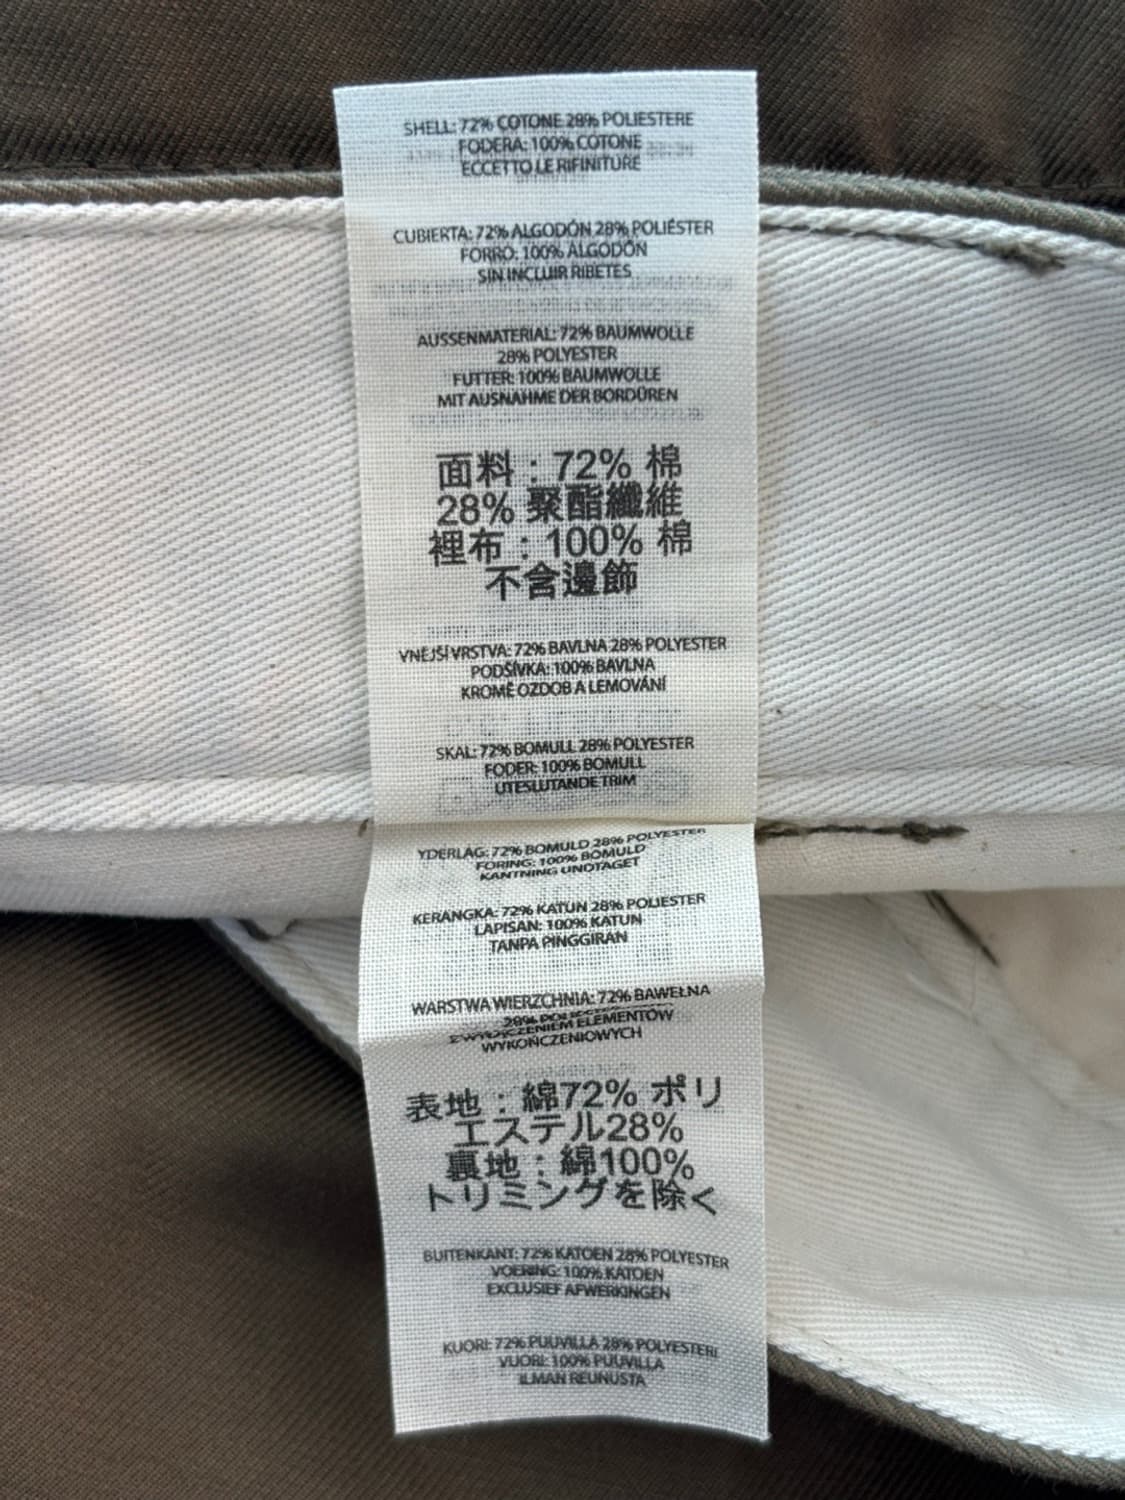 SHELL: 72% COTONE 28% POLIESTERE
FODERA: 100% COTONE
ECCETTO LE RIFINITURE
CUBIERTA: 72% ALGODÓN 28% POLIÉSTER
FORRO: 100% ALGODÓN
SIN INCLUIR RIBETES
AUSSENMATERIAL: 72% BAUMWOLLE
28% POLYESTER
FUTTER: 100% BAUMWOLLE
MIT AUSNAHME DER BORDÜREN
面料：72% 棉
28% 聚酯纖維
裡布：100% 棉
不含邊飾
VNEJŠÍ VRSTVA: 72% BAVLNA 28% POLYESTER
PODŠÍVKA: 100% BAVLNA
KROMĚ OZDOB A LEMOVÁNÍ
SKAL: 72% BOMULL 28% POLYESTER
FODER: 100% BOMULL
UTESLUTANDE TRIM
YDERLAG: 72% BOMULD 28% POLYESTER
FORING: 100% BOMULD
KANTNING UNDTAGET
KERANGKA: 72% KATUN 28% POLIESTER
LAPISAN: 100% KATUN
TANPA PINGGIRAN
WARSTWA WIERZCHNIA: 72% BAWEŁNA
28%
ELEMENTÓW
WYKOŃCZENIOWYCH
表地：綿72% ポリ
エステル28%
裏地：綿100%
トリミングを除く
BUITENKANT: 72% KATOEN 28% POLYESTER
VOERING: 100% KATOEN
EXCLUSIEF AFWERKINGEN
KUORI: 72% PUUVILLA 28% POLYESTERI
VUORI: 100% PUUVILLA
ILMAN REUNUSTA